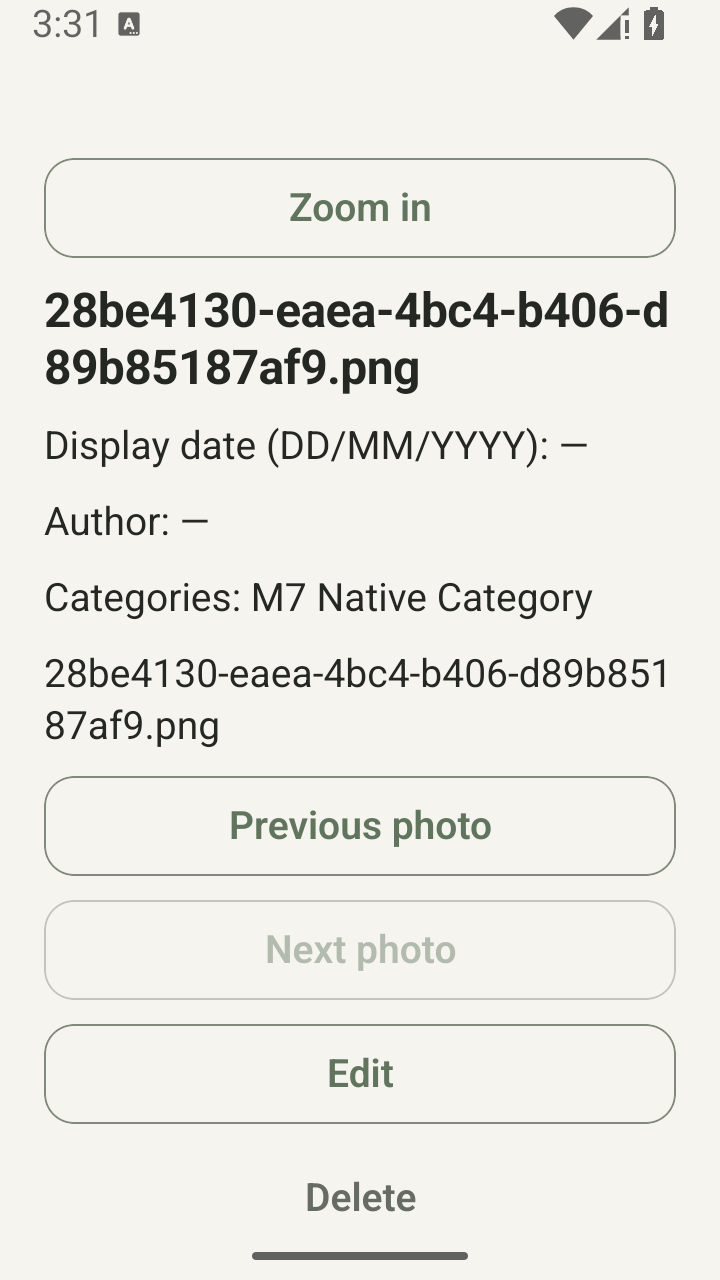 3:31
Zoom in
28be4130-eaea-4bc4-b406-d
89b85187af9.png
Display date (DD/MM/YYYY): —
Author: —
Categories: M7 Native Category
28be4130-eaea-4bc4-b406-d89b851
87af9.png
Previous photo
Next photo
Edit
Delete